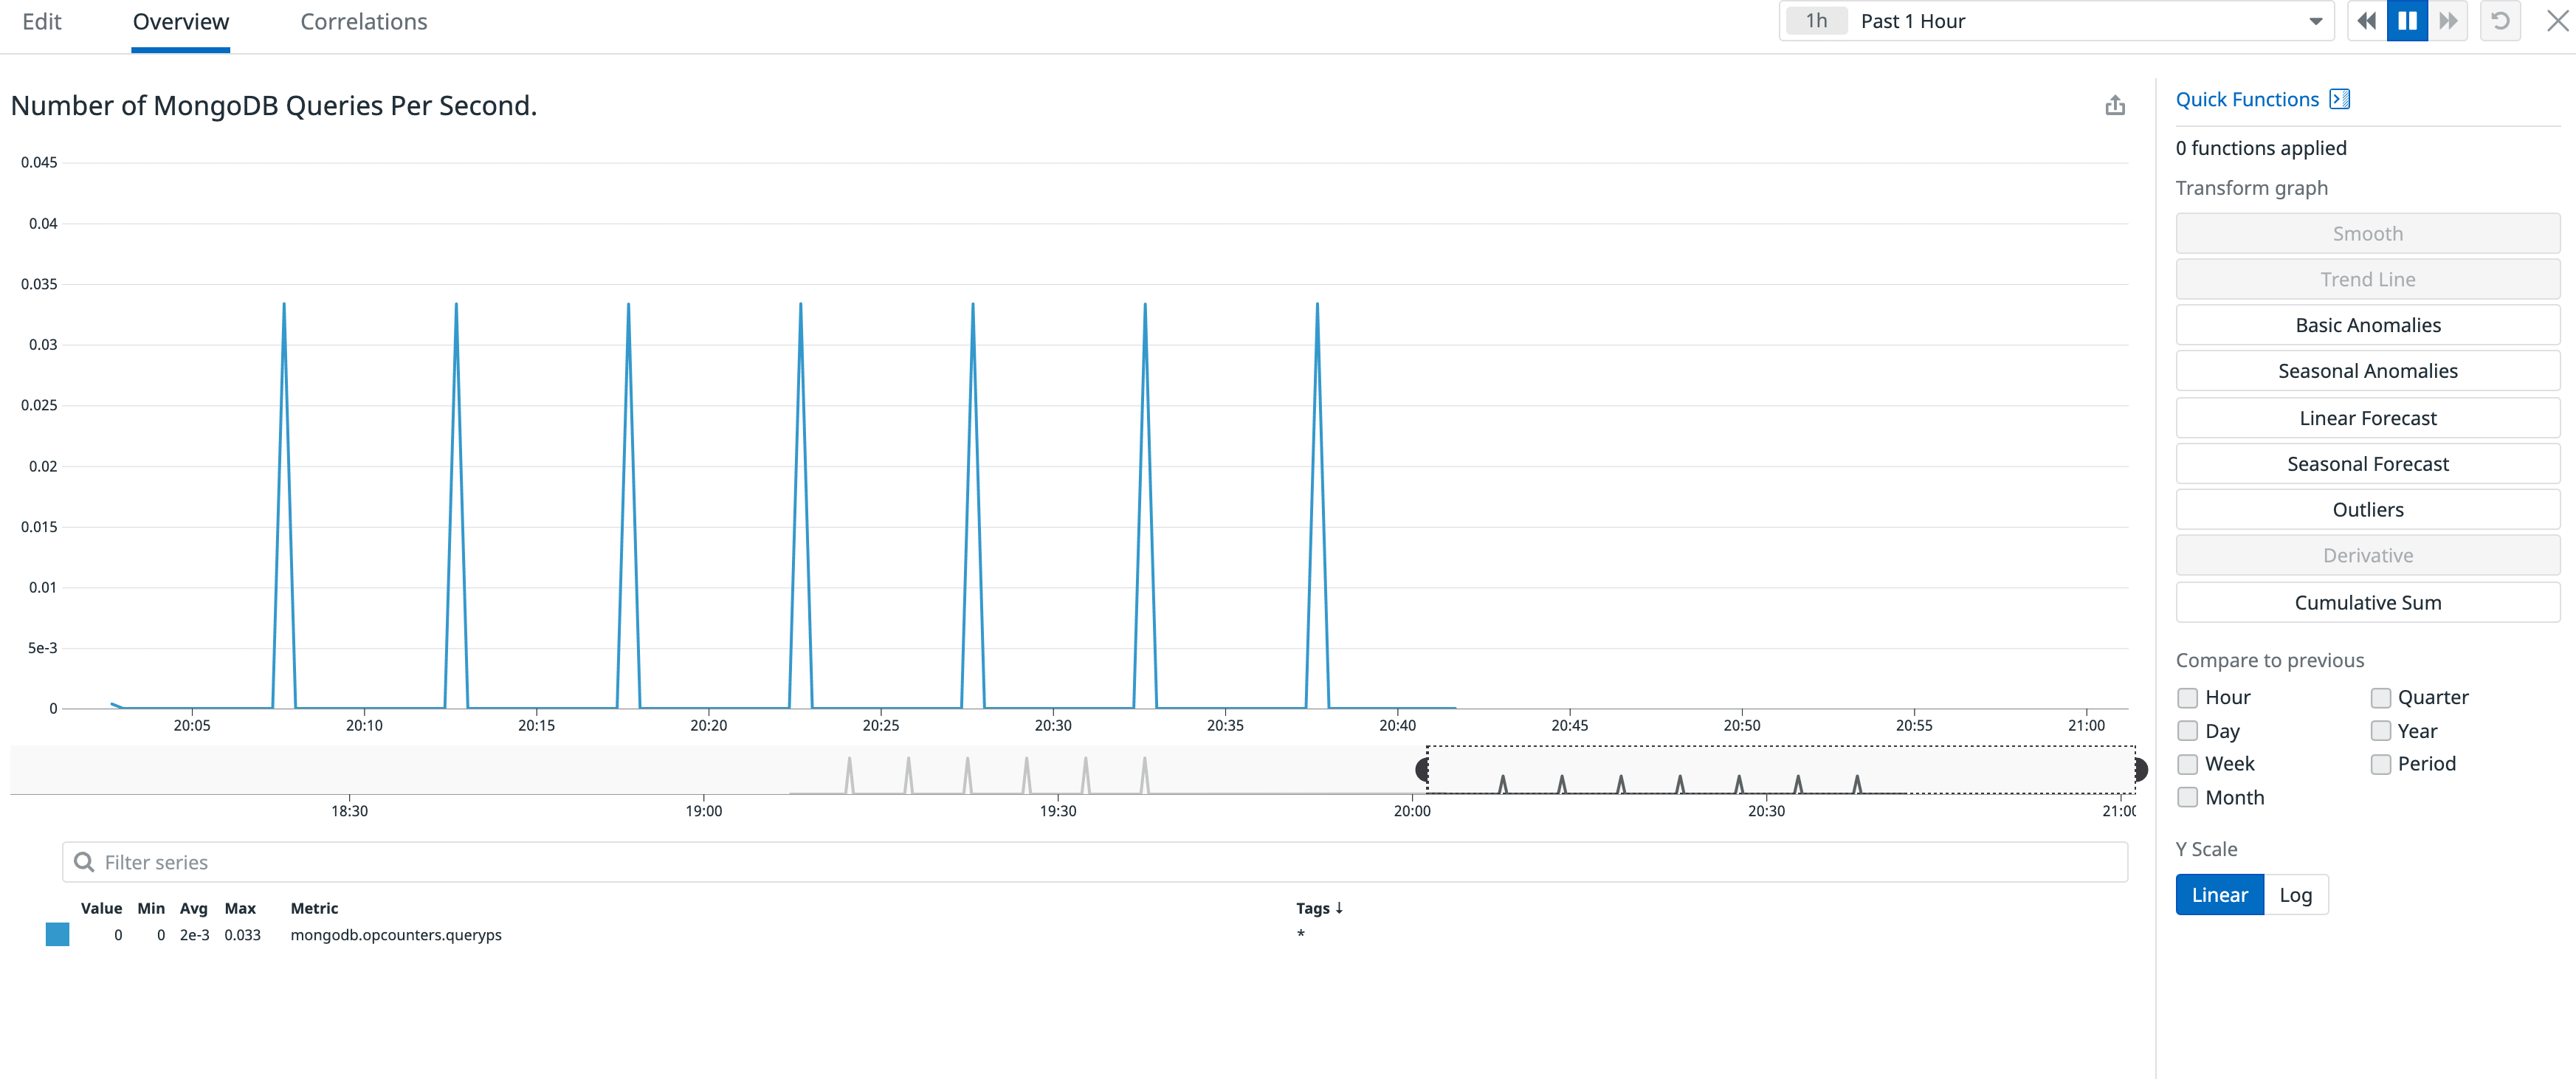 Edit Overview Correlations
1h Past 1 Hour
Number of MongoDB Queries Per Second.
0.045
0.04
0.035
0.03
0.025
0.02
0.015
0.01
5e-3
0
20:05 20:10 20:15 20:20 20:25 20:30 20:35 20:40 20:45 20:50 20:55 21:00
18:30 19:00 19:30 20:00 20:30 21:00
Filter series
Value Min Avg Max Metric Tags ↓
0 0 2e-3 0.033 mongodb.opcounters.queryps *
Quick Functions
0 functions applied
Transform graph
Smooth
Trend Line
Basic Anomalies
Seasonal Anomalies
Linear Forecast
Seasonal Forecast
Outliers
Derivative
Cumulative Sum
Compare to previous
Hour Quarter
Day Year
Week Period
Month
Y Scale
Linear Log